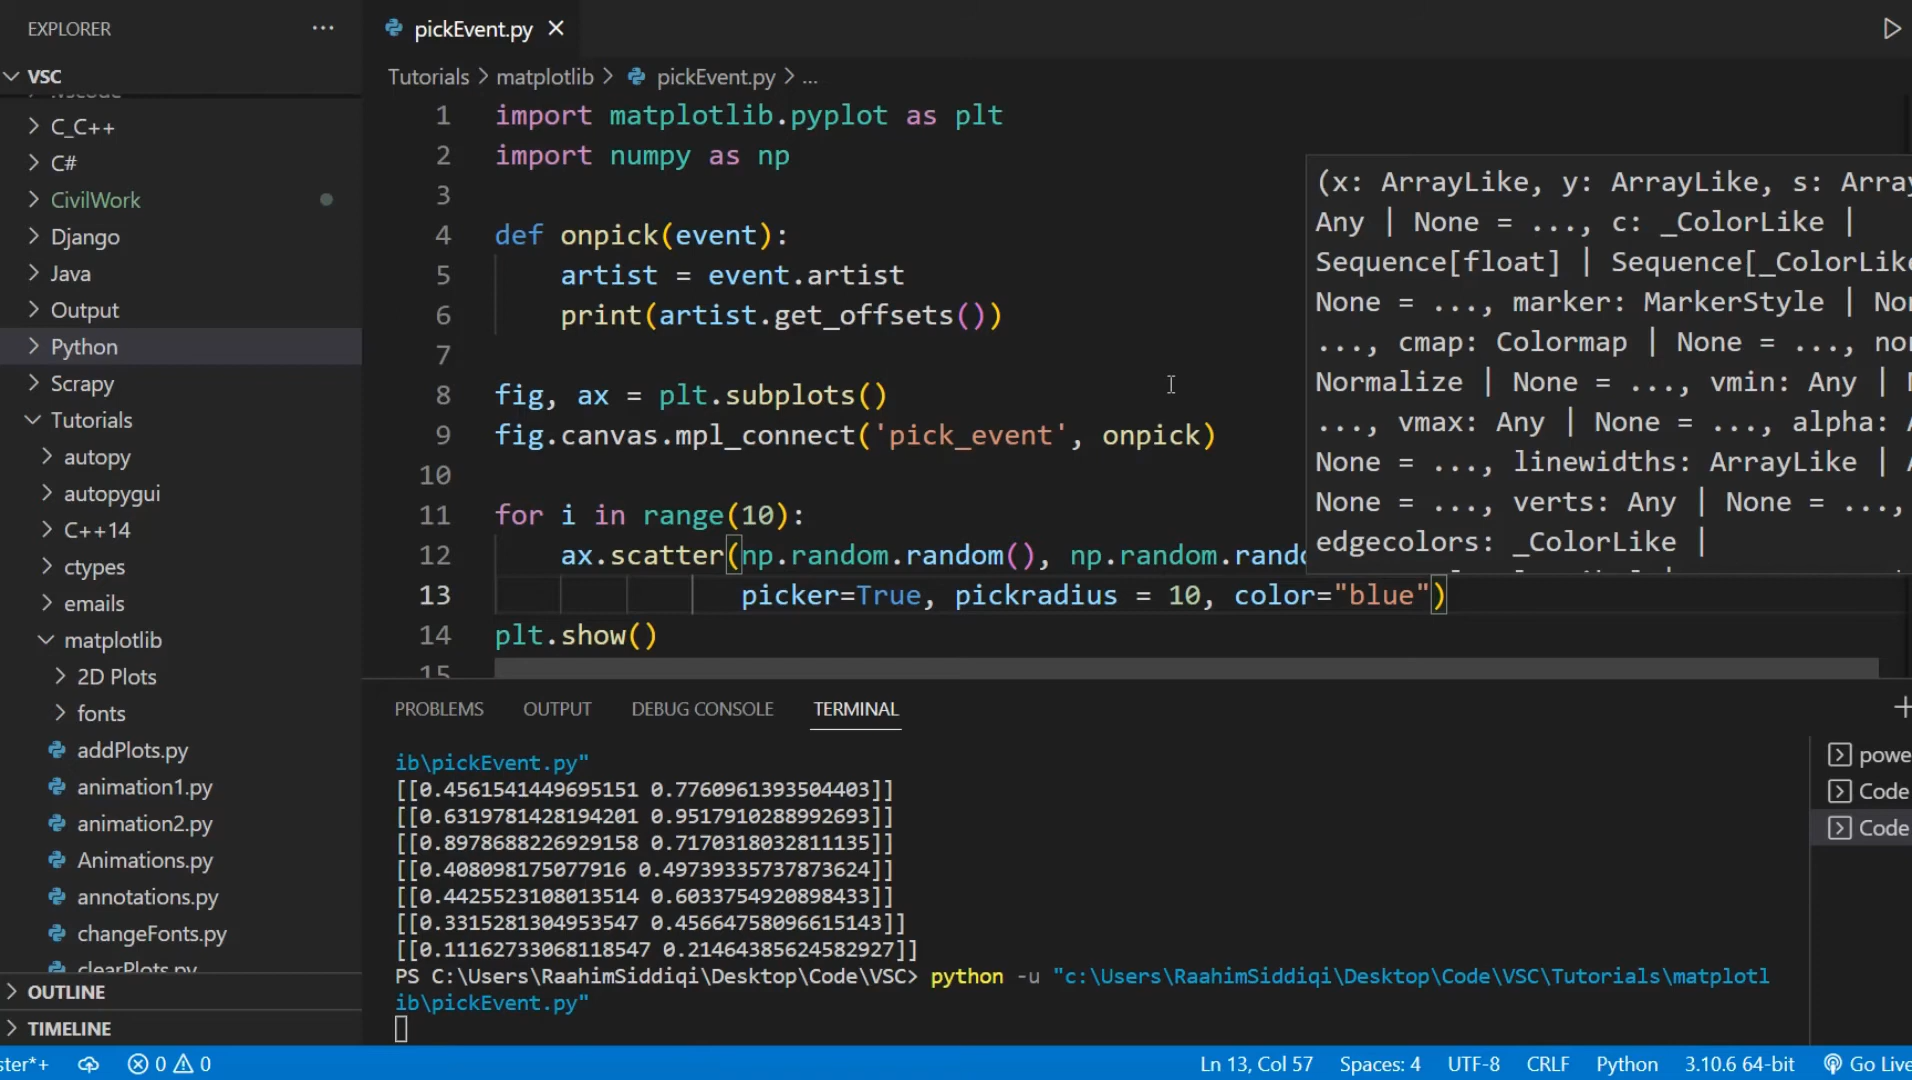 EXPLORER
···
pickEvent.py
VSC
.vscode
C_C++
C#
CivilWork
Django
Java
Output
Python
Scrapy
Tutorials
autopy
autopygui
C++14
ctypes
emails
matplotlib
2D Plots
fonts
addPlots.py
animation1.py
animation2.py
Animations.py
annotations.py
changeFonts.py
clearPlots.py
OUTLINE
TIMELINE
Tutorials > matplotlib > pickEvent.py > ...
1 import matplotlib.pyplot as plt
2 import numpy as np
3
4 def onpick(event):
5 artist = event.artist
6 print(artist.get_offsets())
7
8 fig, ax = plt.subplots()
9 fig.canvas.mpl_connect('pick_event', onpick)
10
11 for i in range(10):
12 ax.scatter(np.random.random(), np.random.rando
13 picker=True, pickradius = 10, color="blue")
14 plt.show()
15
(x: ArrayLike, y: ArrayLike, s: Array
Any | None = ..., c: _ColorLike |
Sequence[float] | Sequence[_ColorLike
None = ..., marker: MarkerStyle | Non
..., cmap: Colormap | None = ..., nor
Normalize | None = ..., vmin: Any | N
..., vmax: Any | None = ..., alpha: A
None = ..., linewidths: ArrayLike | A
None = ..., verts: Any | None = ...,
edgecolors: _ColorLike |
PROBLEMS OUTPUT DEBUG CONSOLE TERMINAL
ib\pickEvent.py"
[[0.4561541449695151 0.7760961393504403]]
[[0.6319781428194201 0.9517910288992693]]
[[0.8978688226929158 0.7170318032811135]]
[[0.408098175077916 0.49739335737873624]]
[[0.4425523108013514 0.6033754920898433]]
[[0.3315281304953547 0.45664758096615143]]
[[0.11162733068118547 0.21464385624582927]]
PS C:\Users\RaahimSiddiqi\Desktop\Code\VSC> python -u "c:\Users\RaahimSiddiqi\Desktop\Code\VSC\Tutorials\matplotl
ib\pickEvent.py"
powe
Code
Code
ster*+ 0 0 Ln 13, Col 57 Spaces: 4 UTF-8 CRLF Python 3.10.6 64-bit Go Live